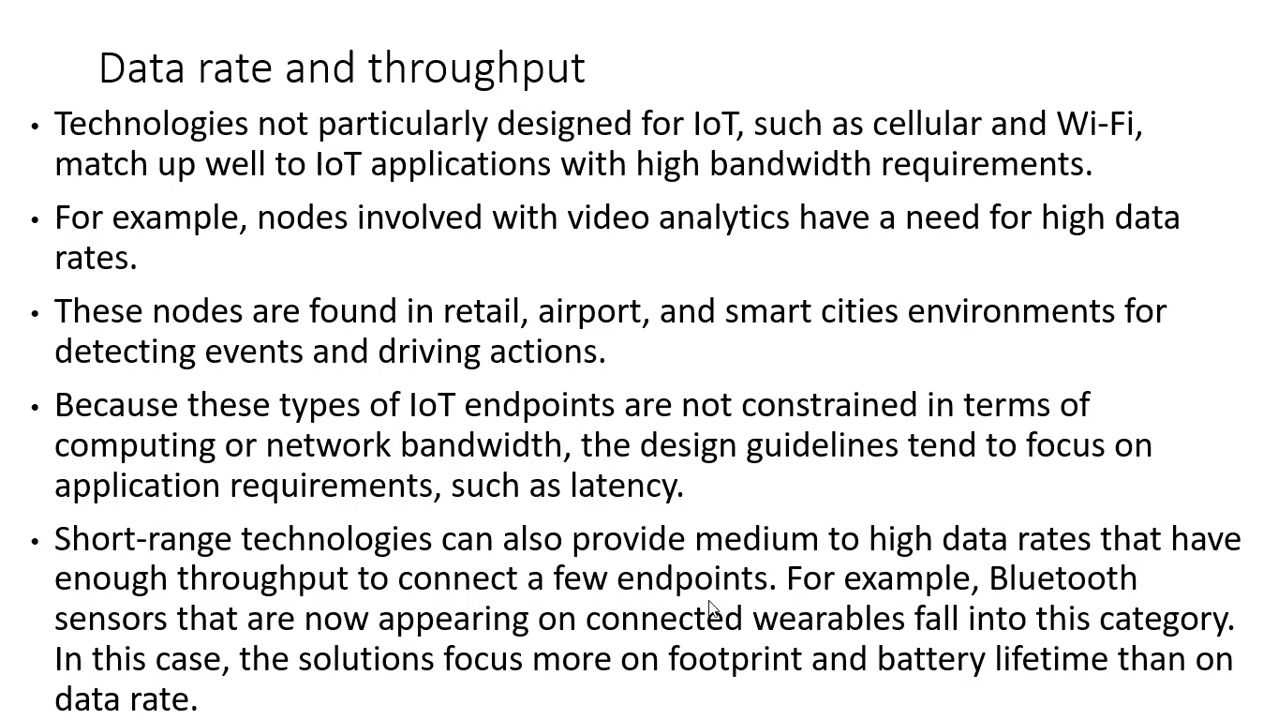 Data rate and throughput
• Technologies not particularly designed for IoT, such as cellular and Wi-Fi,
match up well to IoT applications with high bandwidth requirements.
• For example, nodes involved with video analytics have a need for high data
rates.
• These nodes are found in retail, airport, and smart cities environments for
detecting events and driving actions.
• Because these types of IoT endpoints are not constrained in terms of
computing or network bandwidth, the design guidelines tend to focus on
application requirements, such as latency.
• Short-range technologies can also provide medium to high data rates that have
enough throughput to connect a few endpoints. For example, Bluetooth
sensors that are now appearing on connected wearables fall into this category.
In this case, the solutions focus more on footprint and battery lifetime than on
data rate.